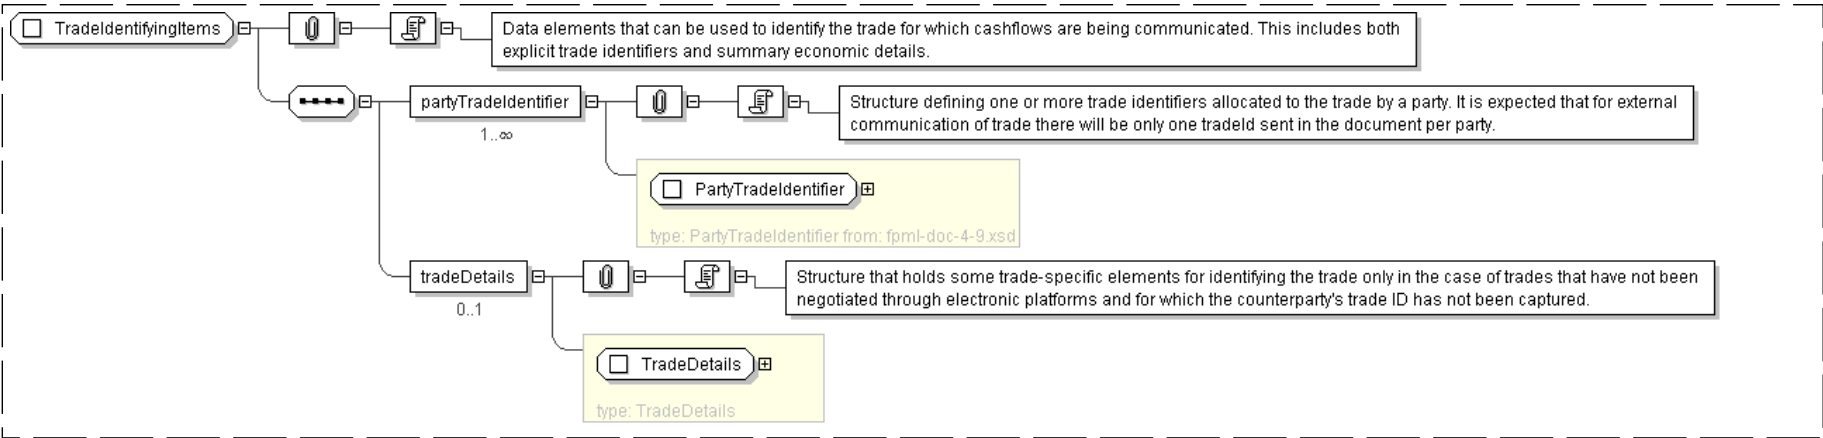 TradeIdentifyingItems
Data elements that can be used to identify the trade for which cashflows are being communicated. This includes both
explicit trade identifiers and summary economic details.
partyTradeIdentifier
1..∞
Structure defining one or more trade identifiers allocated to the trade by a party. It is expected that for external
communication of trade there will be only one tradeId sent in the document per party.
PartyTradeIdentifier
type: PartyTradeIdentifier from: fpml-doc-4-9.xsd
tradeDetails
0..1
Structure that holds some trade-specific elements for identifying the trade only in the case of trades that have not been
negotiated through electronic platforms and for which the counterparty's trade ID has not been captured.
TradeDetails
type: TradeDetails